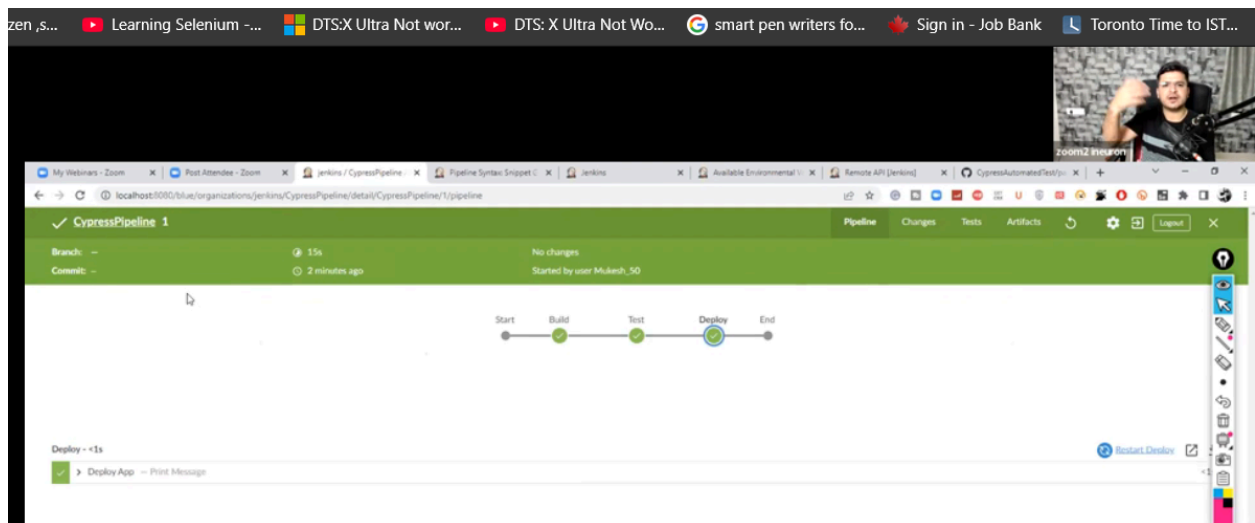 zen ,s... Learning Selenium -... DTS:X Ultra Not wor... DTS: X Ultra Not Wo... smart pen writers fo... Sign in - Job Bank Toronto Time to IST...
zoom2 ineuron
My Webinars - Zoom Post Attendee - Zoom jenkins / CypressPipeline - Pipeline Syntax: Snippet G Jenkins Available Environmental V Remote API [Jenkins] CypressAutomatedTest/
localhost:8080/blue/organizations/jenkins/CypressPipeline/detail/CypressPipeline/1/pipeline
CypressPipeline 1 Pipeline Changes Tests Artifacts Logout
Branch: – 15s No changes
Commit: – 2 minutes ago Started by user Mukesh_50
Start Build Test Deploy End
Deploy - <1s Restart Deploy
Deploy App — Print Message <1